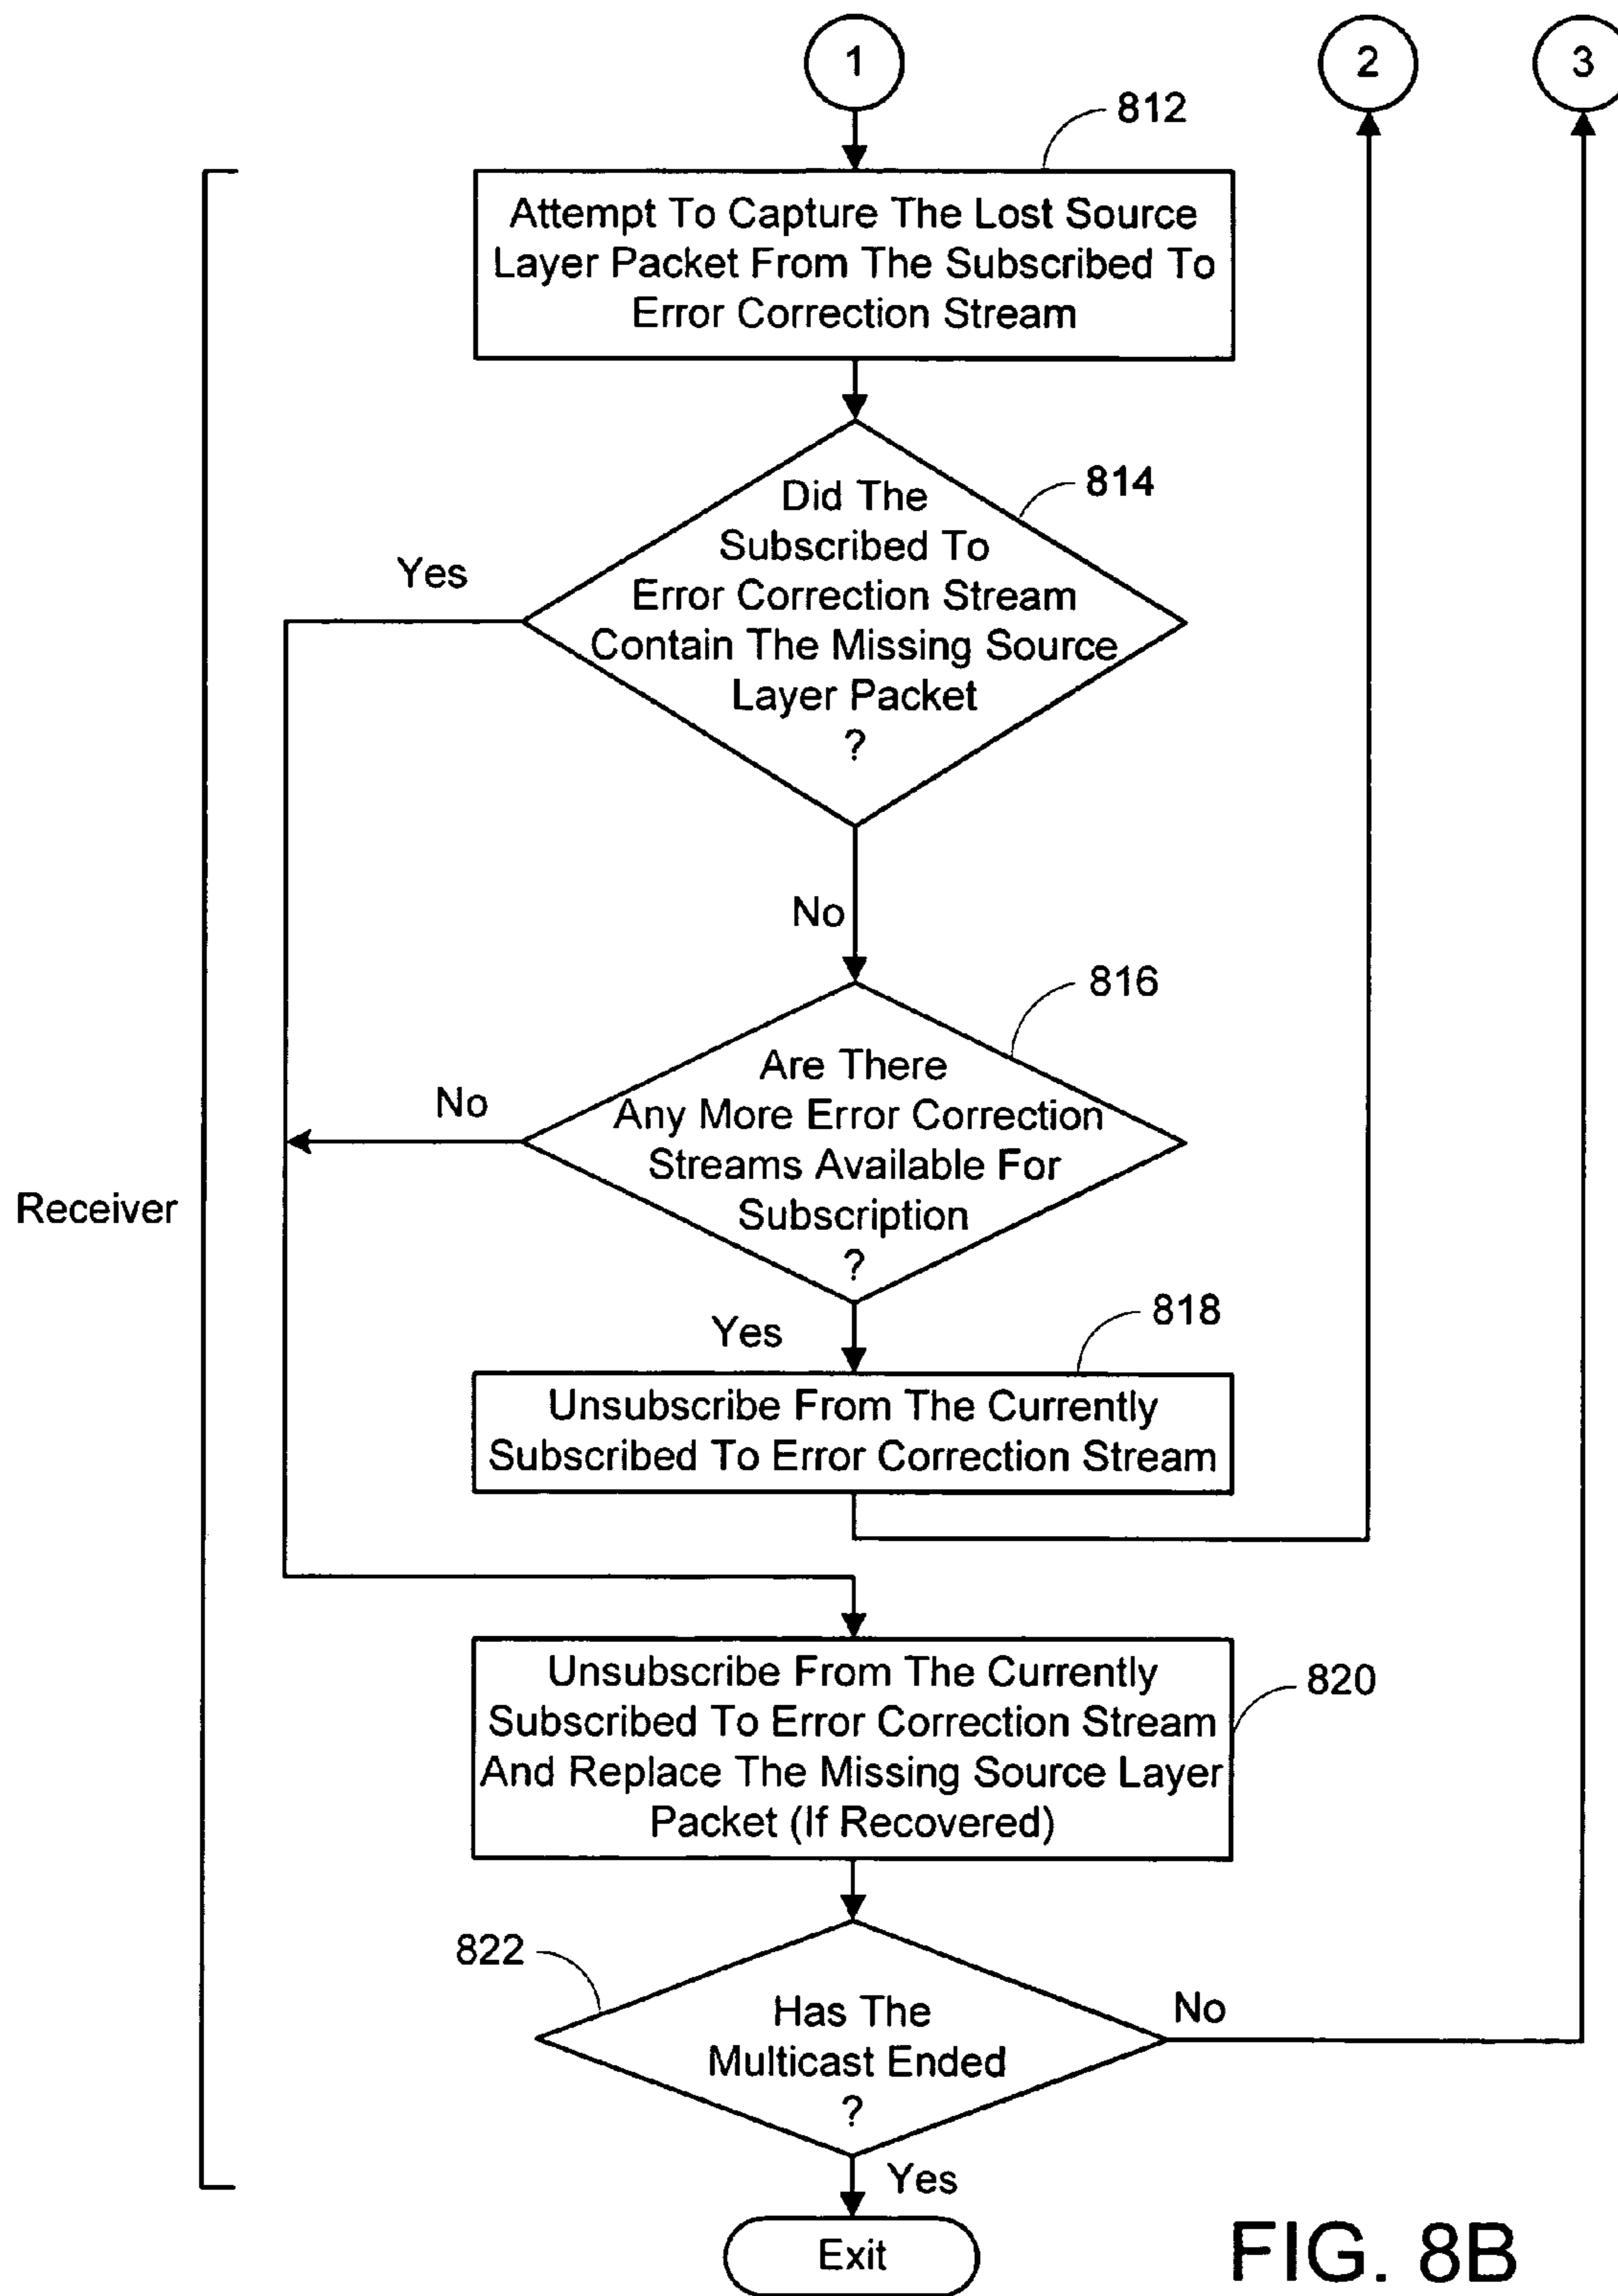 1
2
3
812
Attempt To Capture The Lost Source
Layer Packet From The Subscribed To
Error Correction Stream
814
Did The
Subscribed To
Error Correction Stream
Contain The Missing Source
Layer Packet
?
Yes
No
816
Are There
Any More Error Correction
Streams Available For
Subscription
?
No
Receiver
Yes
818
Unsubscribe From The Currently
Subscribed To Error Correction Stream
820
Unsubscribe From The Currently
Subscribed To Error Correction Stream
And Replace The Missing Source Layer
Packet (If Recovered)
822
Has The
Multicast Ended
?
No
Yes
Exit
FIG. 8B